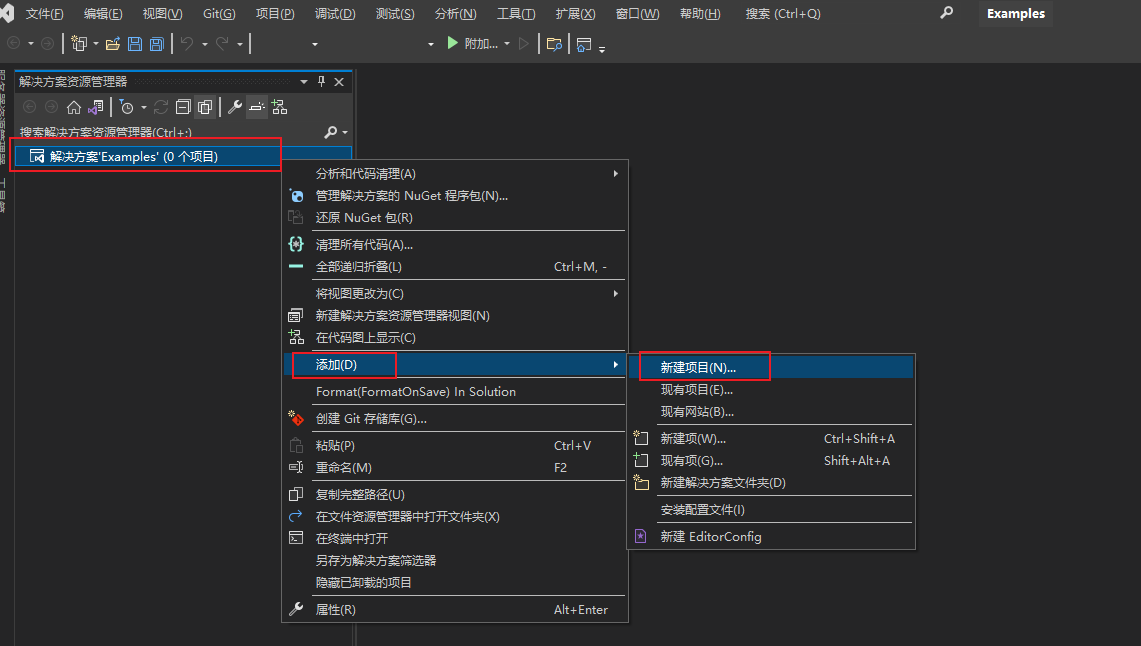 文件(F) 编辑(E) 视图(V) Git(G) 项目(P) 调试(D) 测试(S) 分析(N) 工具(T) 扩展(X) 窗口(W) 帮助(H) 搜索 (Ctrl+Q) Examples
附加...
解决方案资源管理器
搜索解决方案资源管理器(Ctrl+;)
解决方案'Examples' (0 个项目)
分析和代码清理(A)
管理解决方案的 NuGet 程序包(N)...
还原 NuGet 包(R)
清理所有代码(A)...
全部递归折叠(L) Ctrl+M, -
将视图更改为(C)
新建解决方案资源管理器视图(N)
在代码图上显示(C)
添加(D)
Format(FormatOnSave) In Solution
创建 Git 存储库(G)...
粘贴(P) Ctrl+V
重命名(M) F2
复制完整路径(U)
在文件资源管理器中打开文件夹(X)
在终端中打开
另存为解决方案筛选器
隐藏已卸载的项目
属性(R) Alt+Enter
新建项目(N)...
现有项目(E)...
现有网站(B)...
新建项(W)... Ctrl+Shift+A
现有项(G)... Shift+Alt+A
新建解决方案文件夹(D)
安装配置文件(I)
新建 EditorConfig